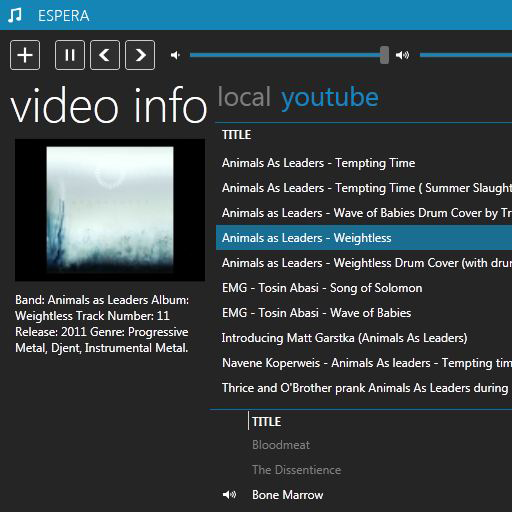 ESPERA
video info
local youtube
Band: Animals as Leaders Album:
Weightless Track Number: 11
Release: 2011 Genre: Progressive
Metal, Djent, Instrumental Metal.
TITLE
Animals As Leaders - Tempting Time
Animals As Leaders - Tempting Time ( Summer Slaught
Animals as Leaders - Wave of Babies Drum Cover by Tr
Animals as Leaders - Weightless
Animals as Leaders - Weightless Drum Cover (with drur
EMG - Tosin Abasi - Song of Solomon
EMG - Tosin Abasi - Wave of Babies
Introducing Matt Garstka (Animals As Leaders)
Navene Koperweis - Animals As leaders - Tempting tim
Thrice and O'Brother prank Animals As Leaders during
TITLE
Bloodmeat
The Dissentience
Bone Marrow